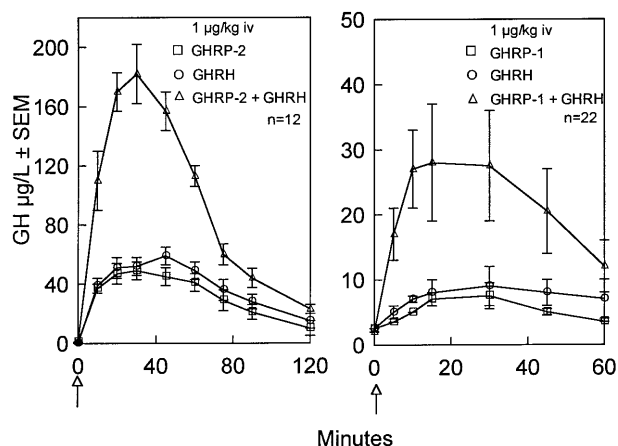 1 µg/kg iv
GHRP-2
GHRH
GHRP-2 + GHRH
n=12
200
160
120
80
40
0
0 40 80 120
GH µg/L ± SEM
1 µg/kg iv
GHRP-1
GHRH
GHRP-1 + GHRH
n=22
50
40
30
20
10
0
0 20 40 60
Minutes